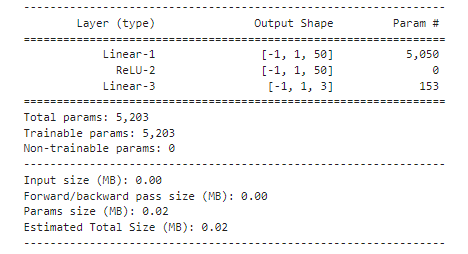 ----------------------------------------------------------------
Layer (type) Output Shape Param #
================================================================
Linear-1 [-1, 1, 50] 5,050
ReLU-2 [-1, 1, 50] 0
Linear-3 [-1, 1, 3] 153
================================================================
Total params: 5,203
Trainable params: 5,203
Non-trainable params: 0
----------------------------------------------------------------
Input size (MB): 0.00
Forward/backward pass size (MB): 0.00
Params size (MB): 0.02
Estimated Total Size (MB): 0.02
----------------------------------------------------------------